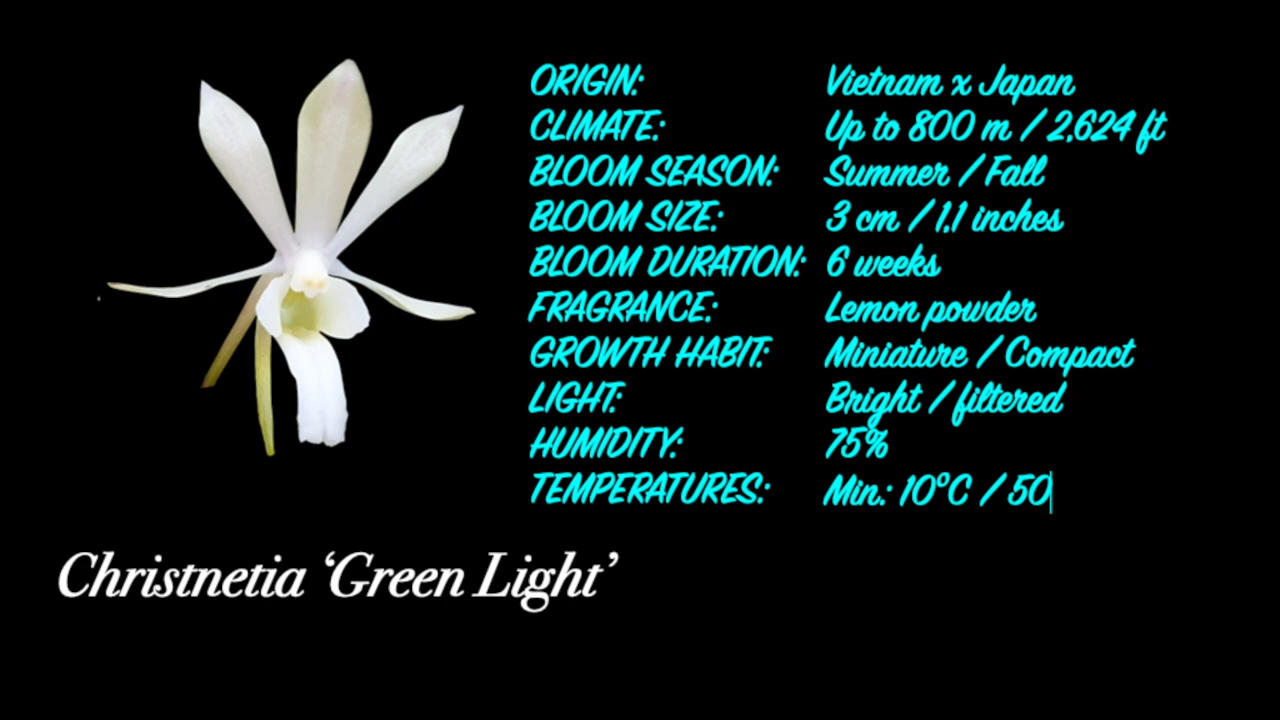 ORIGIN: Vietnam x Japan
CLIMATE: Up to 800 m / 2,624 ft
BLOOM SEASON: Summer / Fall
BLOOM SIZE: 3 cm / 1,1 inches
BLOOM DURATION: 6 weeks
FRAGRANCE: Lemon powder
GROWTH HABIT: Miniature / Compact
LIGHT: Bright / filtered
HUMIDITY: 75%
TEMPERATURES: Min.: 10°C / 50
Christnetia ‘Green Light’